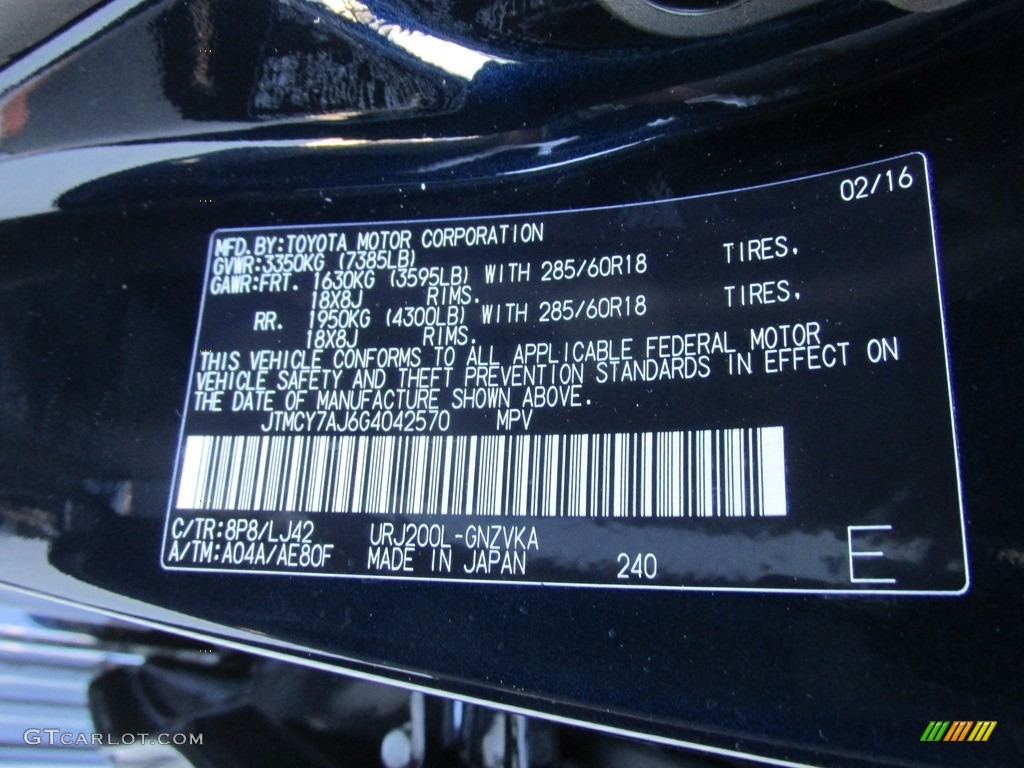 02/16
MFD. BY: TOYOTA MOTOR CORPORATION
GVWR: 3350KG (7385LB)
GAWR: FRT. 1630KG (3595LB) WITH 285/60R18 TIRES,
18X8J RIMS.
RR. 1950KG (4300LB) WITH 285/60R18 TIRES,
18X8J RIMS.
THIS VEHICLE CONFORMS TO ALL APPLICABLE FEDERAL MOTOR
VEHICLE SAFETY AND THEFT PREVENTION STANDARDS IN EFFECT ON
THE DATE OF MANUFACTURE SHOWN ABOVE.
JTMCY7AJ6G4042570 MPV
C/TR: 8P8/LJ42 URJ200L-GNZVKA
A/TM: A04A/AE80F MADE IN JAPAN 240 E
GTCARLOT.COM